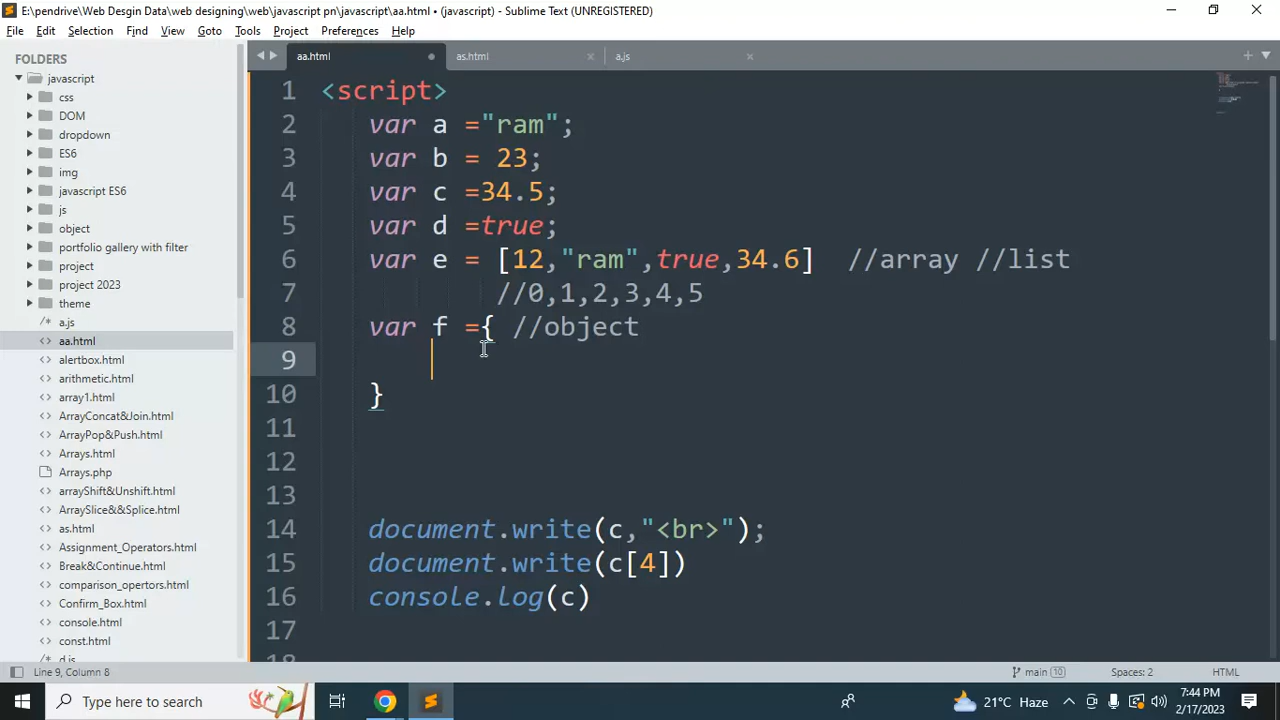 E:\pendrive\Web Desgin Data\web designing\web\javascript pn\javascript\aa.html • (javascript) - Sublime Text (UNREGISTERED)
File Edit Selection Find View Goto Tools Project Preferences Help
FOLDERS
javascript
css
DOM
dropdown
ES6
img
javascript ES6
js
object
portfolio gallery with filter
project
project 2023
theme
a.js
aa.html
alertbox.html
arithmetic.html
array1.html
ArrayConcat&Join.html
ArrayPop&Push.html
Arrays.html
Arrays.php
arrayShift&Unshift.html
ArraySlice&&Splice.html
as.html
Assignment_Operators.html
Break&Continue.html
comparison_opertors.html
Confirm_Box.html
console.html
const.html
d.js
aa.html as.html a.js
1 <script>
2 var a ="ram";
3 var b = 23;
4 var c =34.5;
5 var d =true;
6 var e = [12,"ram",true,34.6] //array //list
7 //0,1,2,3,4,5
8 var f ={ //object
9
10 }
11
12
13
14 document.write(c,"<br>");
15 document.write(c[4])
16 console.log(c)
17
18
Line 9, Column 8 main 10 Spaces: 2 HTML
Type here to search 21°C Haze 7:44 PM
2/17/2023